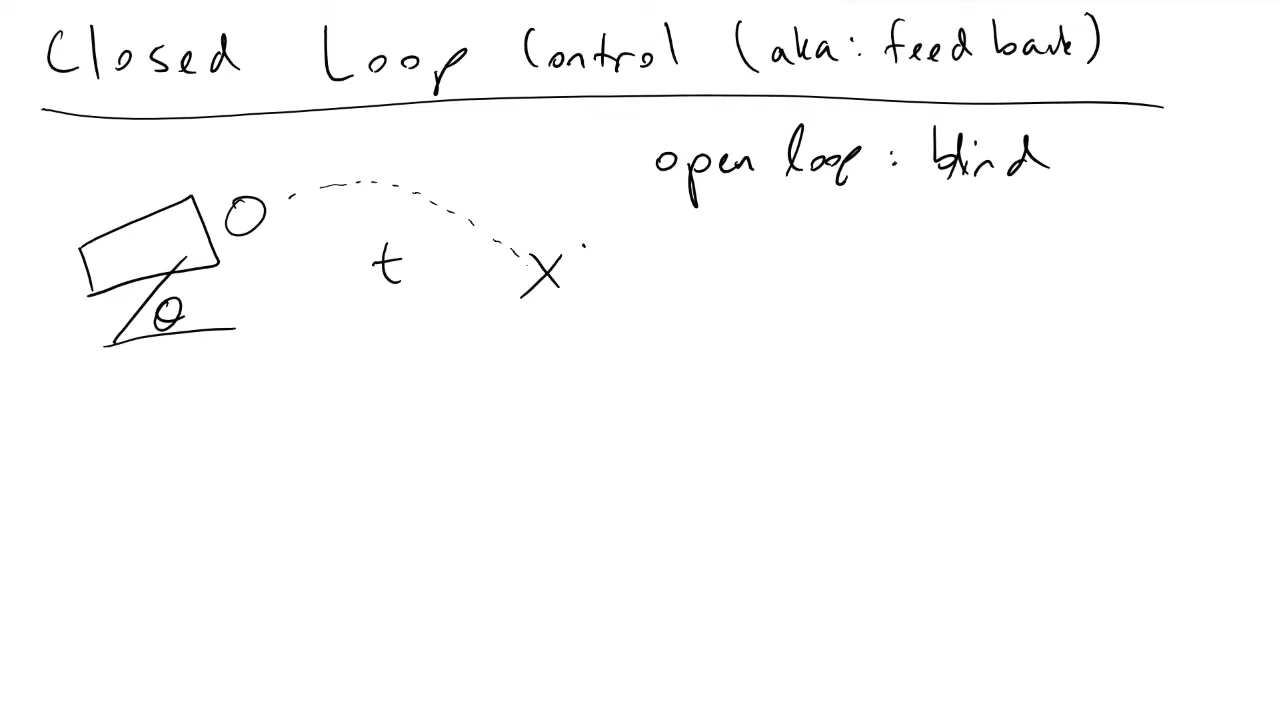 Closed Loop Control (aka: feedback)
open loop: blind
t
X
θ